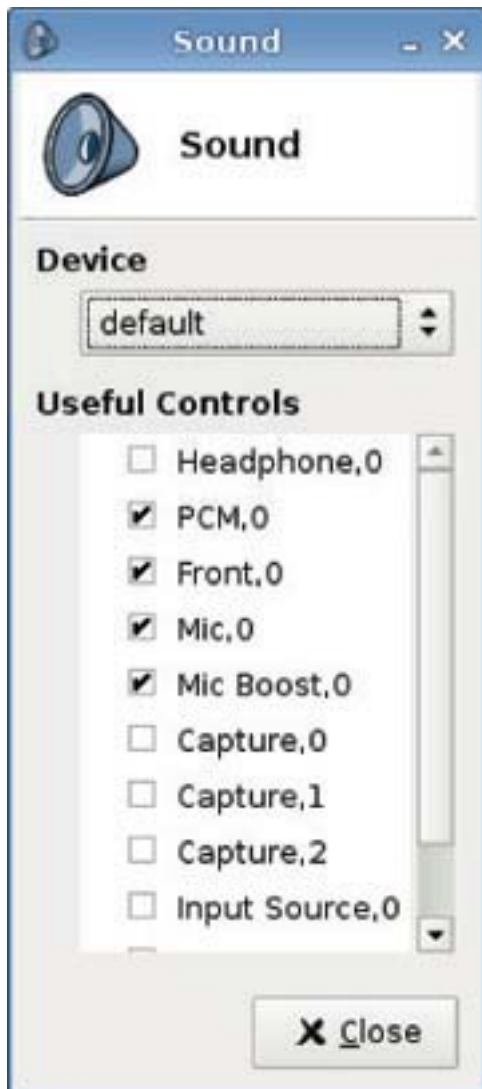 Sound
Sound
Device
default
Useful Controls
Headphone,0
PCM,0
Front,0
Mic,0
Mic Boost,0
Capture,0
Capture,1
Capture,2
Input Source,0
Close